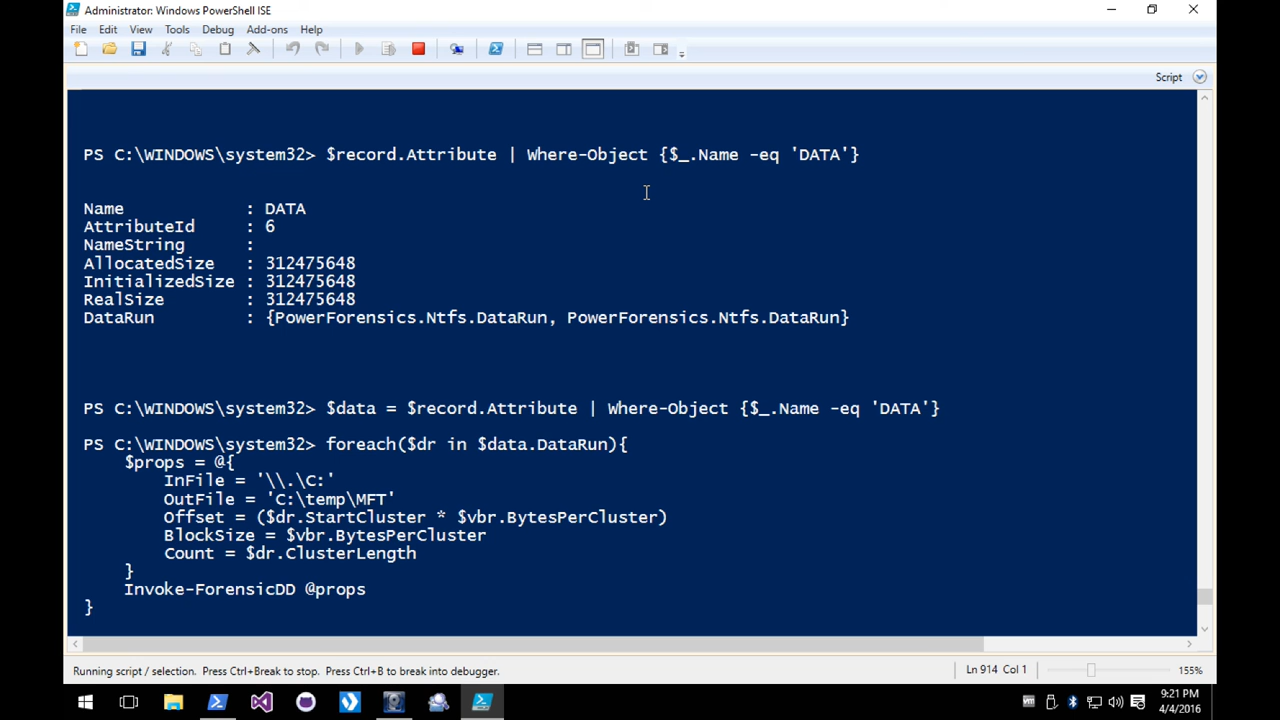 Administrator: Windows PowerShell ISE
File Edit View Tools Debug Add-ons Help
Script
PS C:\WINDOWS\system32> $record.Attribute | Where-Object {$_.Name -eq 'DATA'}
Name : DATA
AttributeId : 6
NameString :
AllocatedSize : 312475648
InitializedSize : 312475648
RealSize : 312475648
DataRun : {PowerForensics.Ntfs.DataRun, PowerForensics.Ntfs.DataRun}
PS C:\WINDOWS\system32> $data = $record.Attribute | Where-Object {$_.Name -eq 'DATA'}
PS C:\WINDOWS\system32> foreach($dr in $data.DataRun){
$props = @{
InFile = '\\.\C:'
OutFile = 'C:\temp\MFT'
Offset = ($dr.StartCluster * $vbr.BytesPerCluster)
BlockSize = $vbr.BytesPerCluster
Count = $dr.ClusterLength
}
Invoke-ForensicDD @props
}
Running script / selection. Press Ctrl+Break to stop. Press Ctrl+B to break into debugger.
Ln 914 Col 1
155%
9:21 PM
4/4/2016